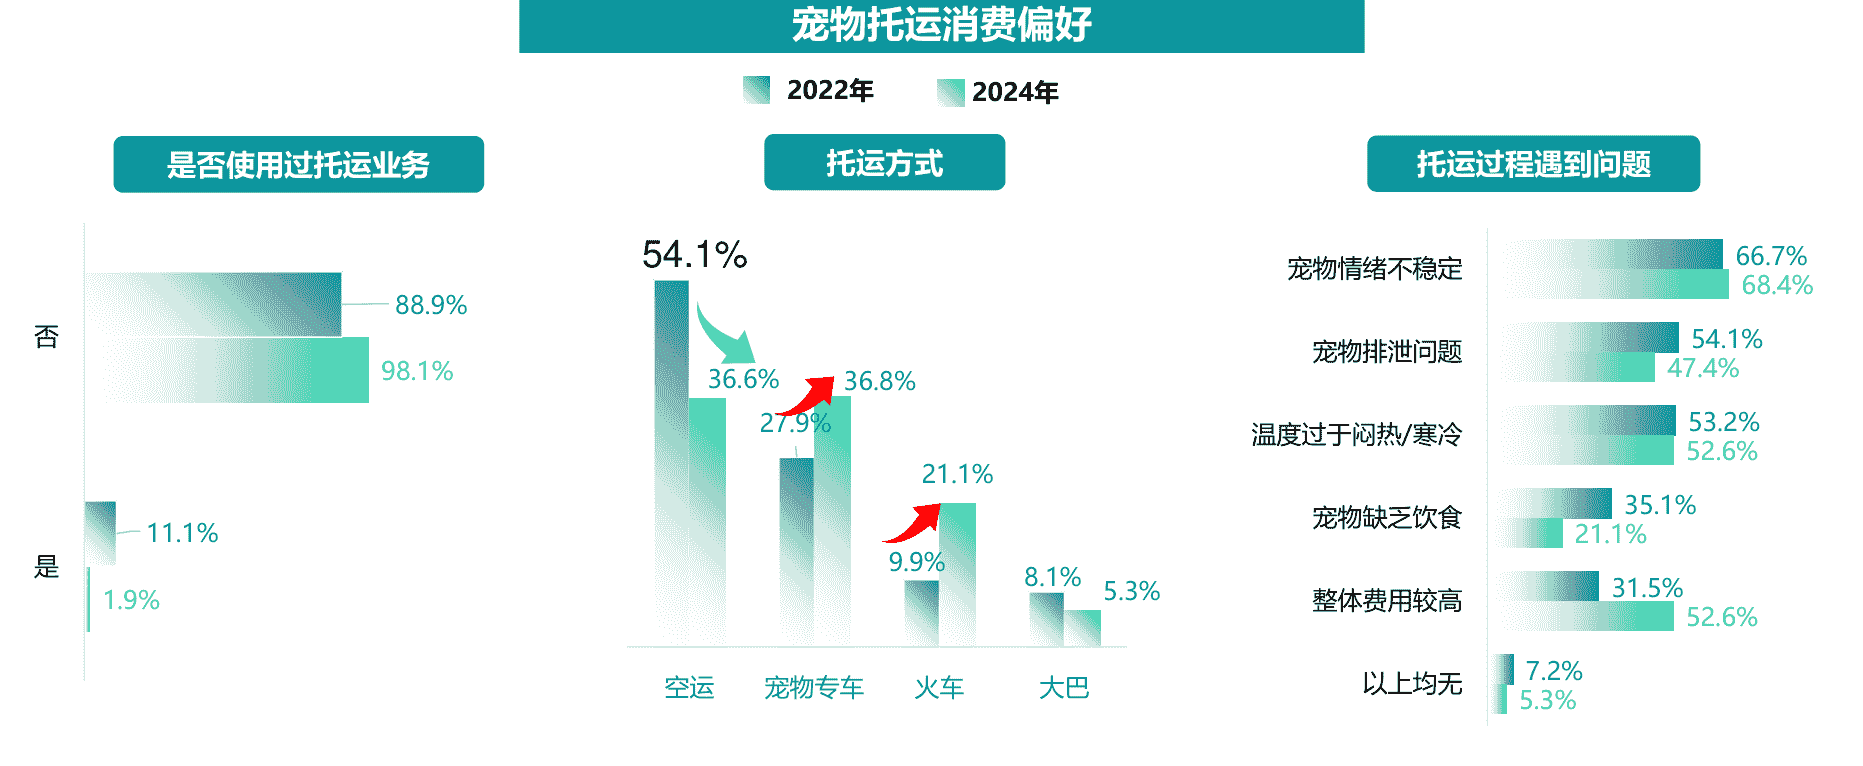 宠物托运消费偏好
2022年
2024年
是否使用过托运业务
否
88.9%
98.1%
是
11.1%
1.9%
托运方式
54.1%
36.6%
27.9%
36.8%
9.9%
21.1%
8.1%
5.3%
空运
宠物专车
火车
大巴
托运过程遇到问题
宠物情绪不稳定
66.7%
68.4%
宠物排泄问题
54.1%
47.4%
温度过于闷热/寒冷
53.2%
52.6%
宠物缺乏饮食
35.1%
21.1%
整体费用较高
31.5%
52.6%
以上均无
7.2%
5.3%